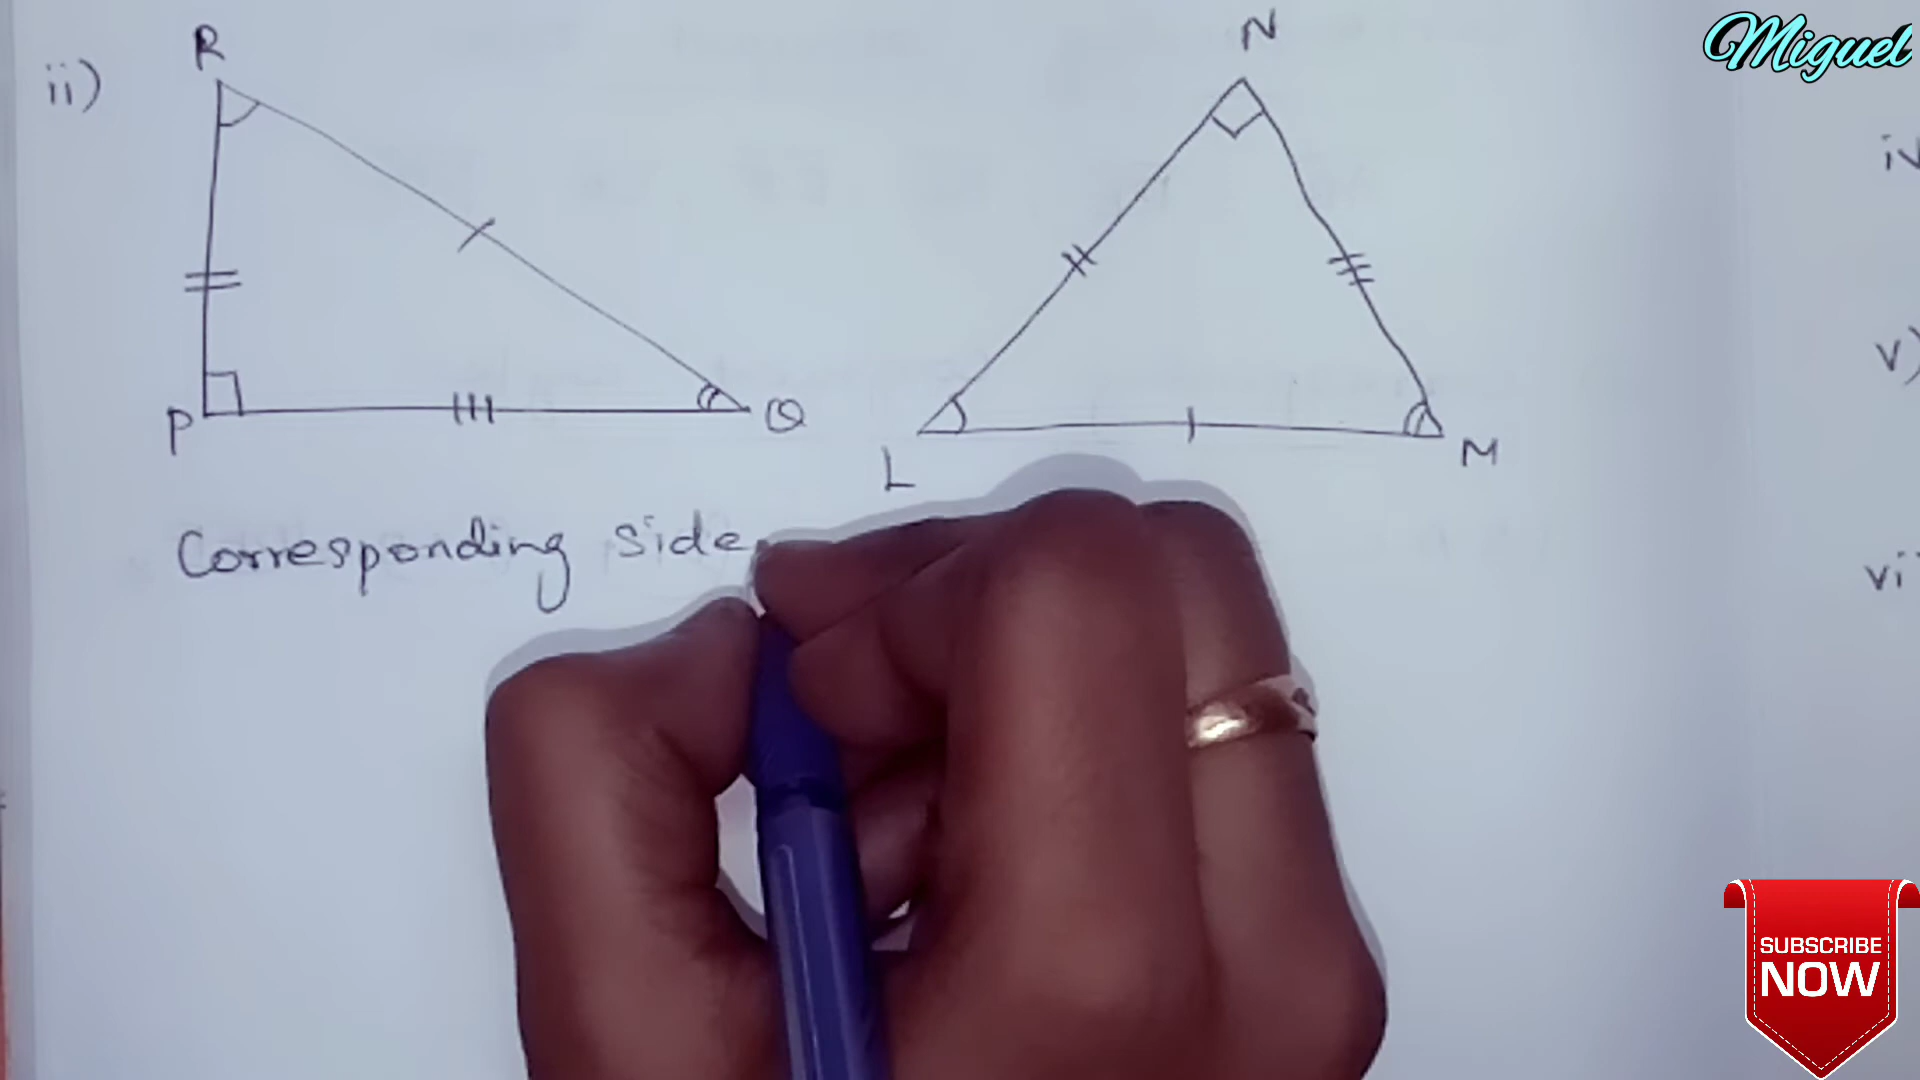 Miguel
R
N
ii)
iv
v)
P
Q
L
M
Corresponding side
vi
SUBSCRIBE
NOW